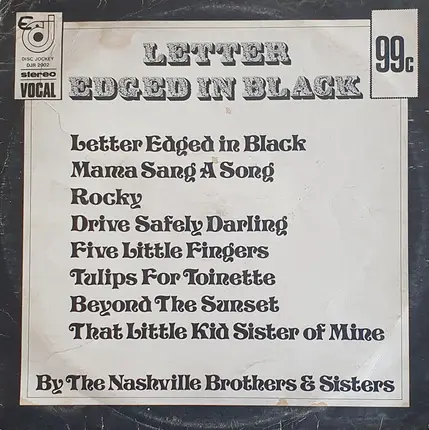 DISC JOCKEY
DJR 2002
stereo
VOCAL
LETTER
EDGED IN BLACK
99c
Letter Edged in Black
Mama Sang A Song
Rocky
Drive Safely Darling
Five Little Fingers
Tulips For Toinette
Beyond The Sunset
That Little Kid Sister of Mine
By The Nashville Brothers & Sisters